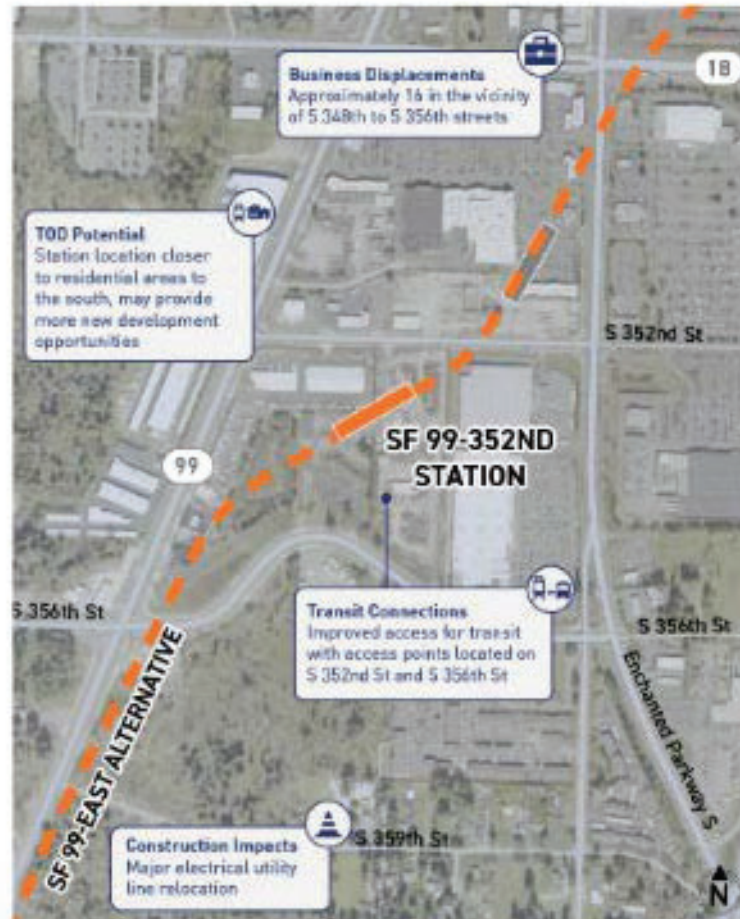 Business Displacements
Approximately 16 in the vicinity
of S 348th to S 356th streets
18
TOD Potential
Station location closer
to residential areas to
the south, may provide
more new development
opportunities
S 352nd St
SF 99-352ND
STATION
99
S 356th St
Transit Connections
Improved access for transit
with access points located on
S 352nd St and S 356th St
S 356th St
SF 99-EAST ALTERNATIVE
Enchanted Parkway S
Construction Impacts
Major electrical utility
line relocation
S 359th St
N